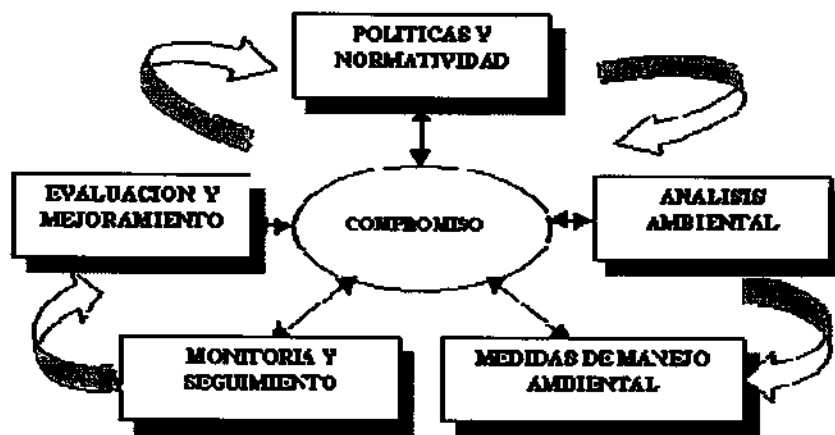 POLITICAS Y
NORMATIVIDAD
EVALUACION Y
MEJORAMIENTO
COMPROMISO
ANALISIS
AMBIENTAL
MONITORIA Y
SEGUIMIENTO
MEDIDAS DE MANEJO
AMBIENTAL